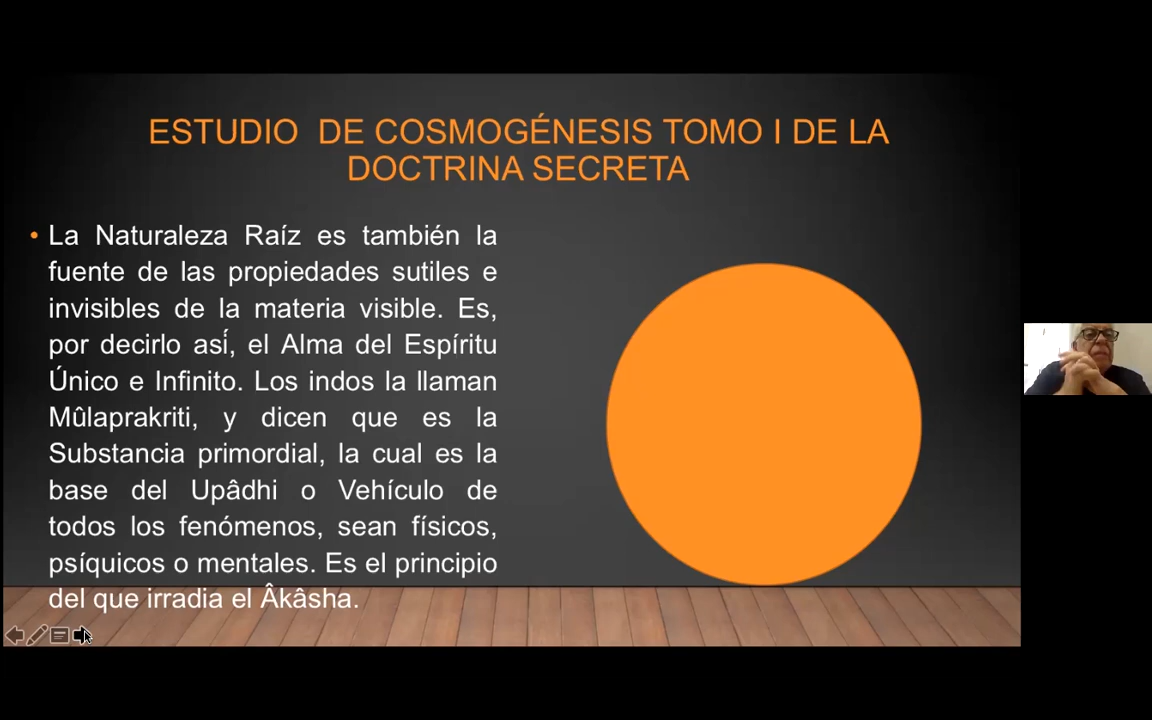 ESTUDIO DE COSMOGÉNESIS TOMO I DE LA
DOCTRINA SECRETA
• La Naturaleza Raíz es también la
fuente de las propiedades sutiles e
invisibles de la materia visible. Es,
por decirlo así, el Alma del Espíritu
Único e Infinito. Los indos la llaman
Mûlaprakriti, y dicen que es la
Substancia primordial, la cual es la
base del Upâdhi o Vehículo de
todos los fenómenos, sean físicos,
psíquicos o mentales. Es el principio
del que irradia el Âkâsha.